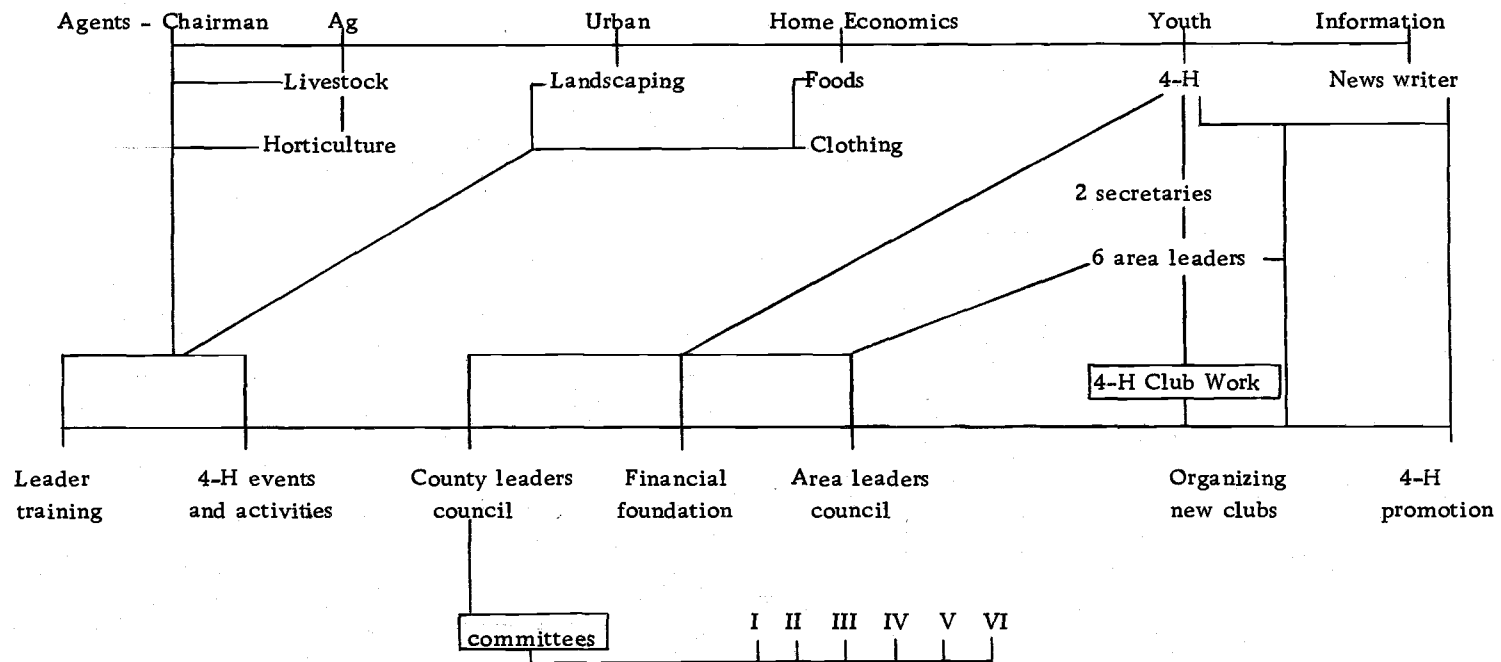 Agents - Chairman Ag Urban Home Economics Youth Information
Livestock Landscaping Foods 4-H News writer
Horticulture Clothing
2 secretaries
6 area leaders
4-H Club Work
Leader 4-H events County leaders Financial Area leaders Organizing 4-H
training and activities council foundation council new clubs promotion
I II III IV V VI
committees